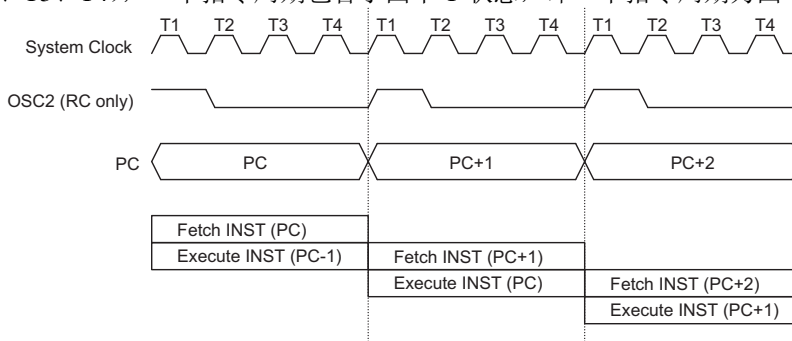 T1 T2 T3 T4 T1 T2 T3 T4 T1 T2 T3 T4
System Clock
OSC2 (RC only)
PC PC PC+1 PC+2
Fetch INST (PC)
Execute INST (PC-1) Fetch INST (PC+1)
Execute INST (PC) Fetch INST (PC+2)
Execute INST (PC+1)